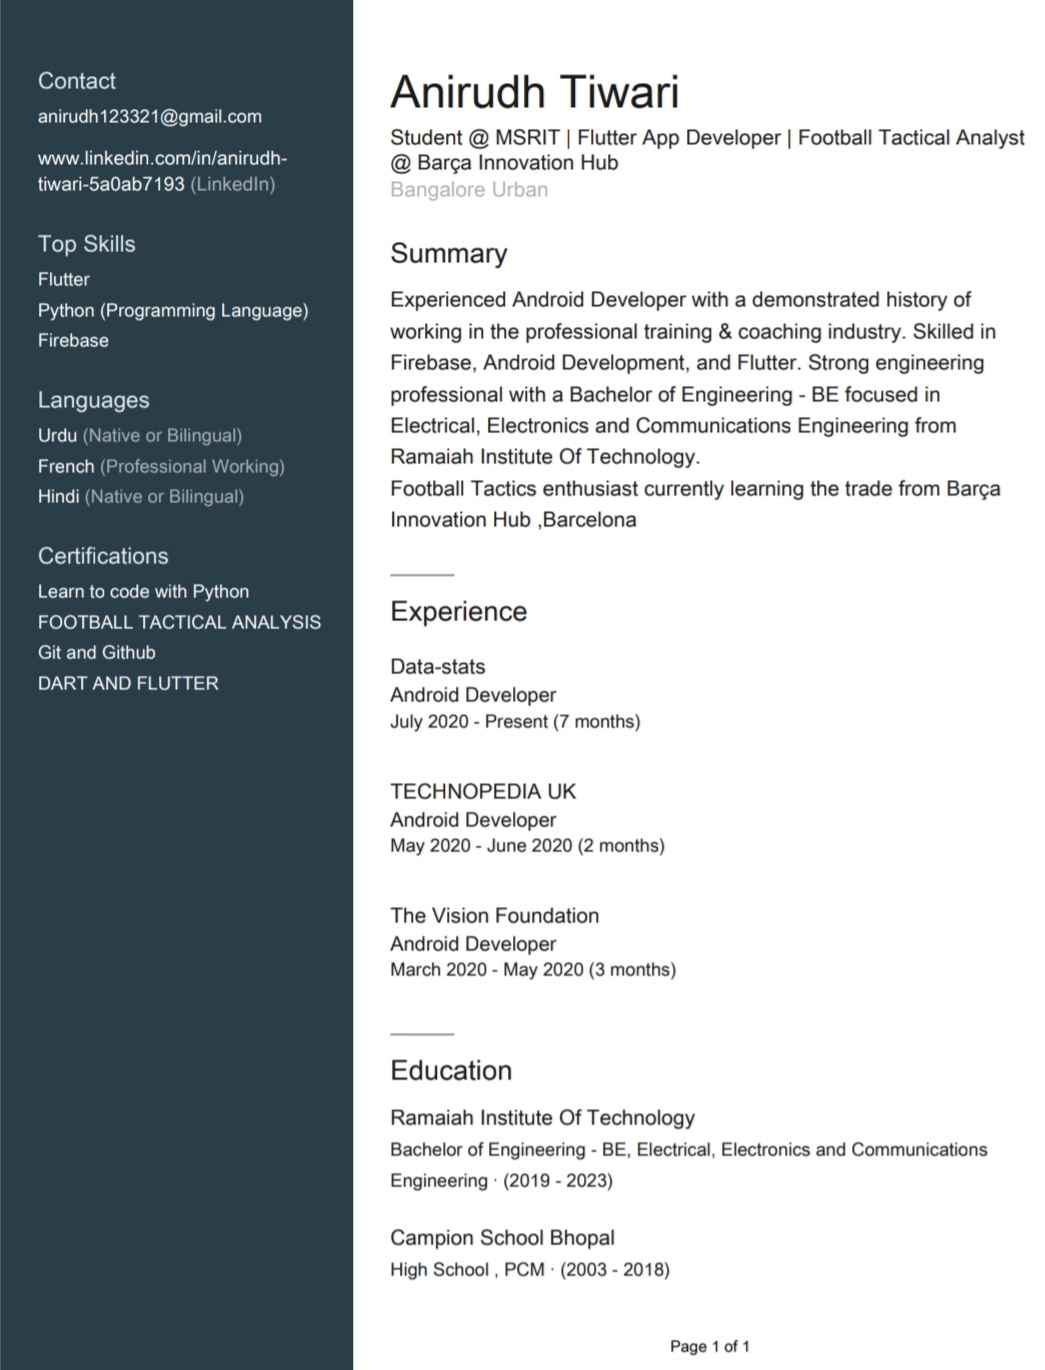 Contact
anirudh123321@gmail.com
www.linkedin.com/in/anirudh-
tiwari-5a0ab7193 (LinkedIn)
Top Skills
Flutter
Python (Programming Language)
Firebase
Languages
Urdu (Native or Bilingual)
French (Professional Working)
Hindi (Native or Bilingual)
Certifications
Learn to code with Python
FOOTBALL TACTICAL ANALYSIS
Git and Github
DART AND FLUTTER
Anirudh Tiwari
Student @ MSRIT | Flutter App Developer | Football Tactical Analyst
@ Barça Innovation Hub
Bangalore Urban
Summary
Experienced Android Developer with a demonstrated history of
working in the professional training & coaching industry. Skilled in
Firebase, Android Development, and Flutter. Strong engineering
professional with a Bachelor of Engineering - BE focused in
Electrical, Electronics and Communications Engineering from
Ramaiah Institute Of Technology.
Football Tactics enthusiast currently learning the trade from Barça
Innovation Hub ,Barcelona
Experience
Data-stats
Android Developer
July 2020 - Present (7 months)
TECHNOPEDIA UK
Android Developer
May 2020 - June 2020 (2 months)
The Vision Foundation
Android Developer
March 2020 - May 2020 (3 months)
Education
Ramaiah Institute Of Technology
Bachelor of Engineering - BE, Electrical, Electronics and Communications
Engineering · (2019 - 2023)
Campion School Bhopal
High School , PCM · (2003 - 2018)
Page 1 of 1